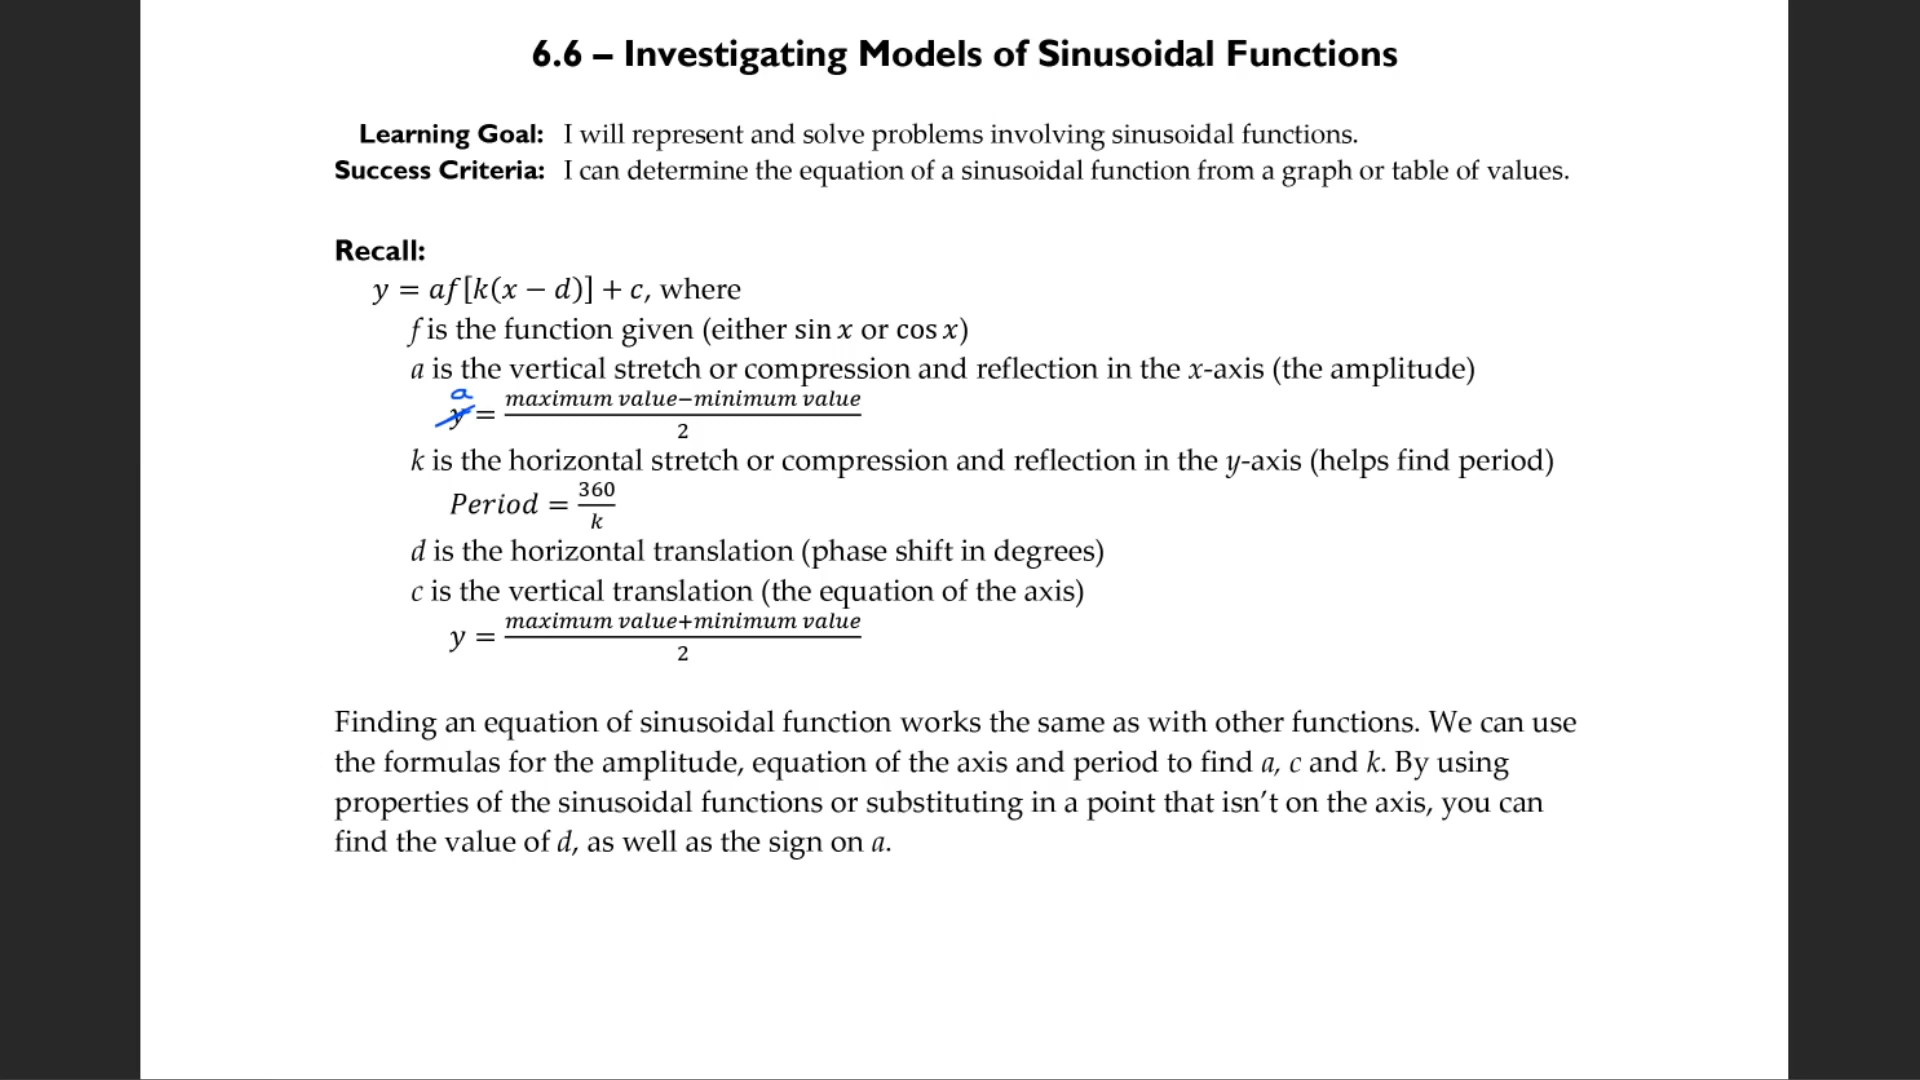 6.6 – Investigating Models of Sinusoidal Functions
Learning Goal: I will represent and solve problems involving sinusoidal functions.
Success Criteria: I can determine the equation of a sinusoidal function from a graph or table of values.
Recall:
y = af[k(x − d)] + c, where
f is the function given (either sin x or cos x)
a is the vertical stretch or compression and reflection in the x-axis (the amplitude)
a
y = (maximum value−minimum value)/2
k is the horizontal stretch or compression and reflection in the y-axis (helps find period)
Period = 360/k
d is the horizontal translation (phase shift in degrees)
c is the vertical translation (the equation of the axis)
y = (maximum value+minimum value)/2
Finding an equation of sinusoidal function works the same as with other functions. We can use
the formulas for the amplitude, equation of the axis and period to find a, c and k. By using
properties of the sinusoidal functions or substituting in a point that isn't on the axis, you can
find the value of d, as well as the sign on a.